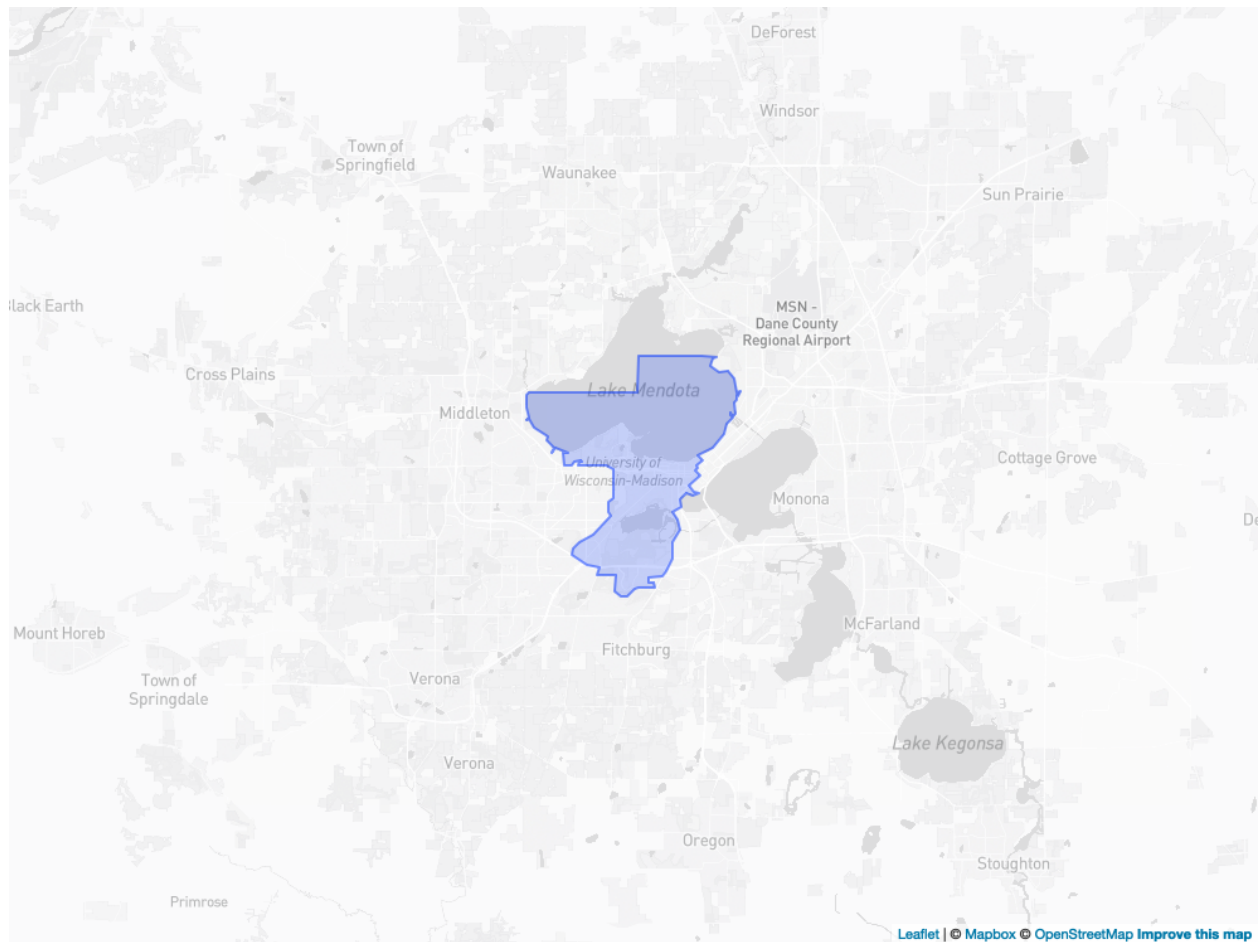 DeForest
Windsor
Town of
Springfield
Waunakee
Sun Prairie
Black Earth
MSN -
Dane County
Regional Airport
Cross Plains
Lake Mendota
Middleton
University of
Wisconsin-Madison
Cottage Grove
Monona
De
McFarland
Mount Horeb
Fitchburg
Verona
Town of
Springdale
Lake Kegonsa
Verona
Oregon
Stoughton
Primrose
Leaflet | © Mapbox © OpenStreetMap Improve this map